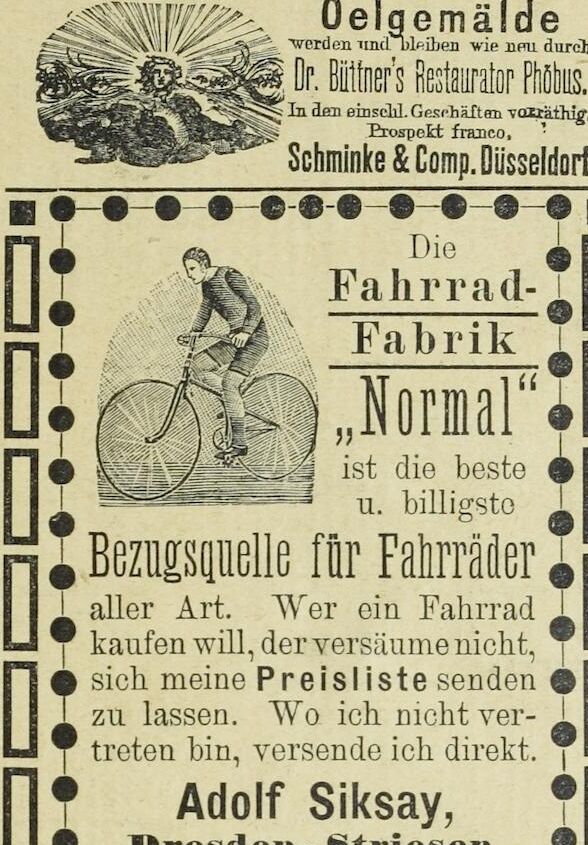 Oelgemälde
werden und bleiben wie neu durch
Dr. Büttner's Restaurator Phöbus.
In den einschl. Geschäften vorräthig
Prospekt franco,
Schminke & Comp. Düsseldorf
Die
Fahrrad-
Fabrik
„Normal“
ist die beste
u. billigste
Bezugsquelle für Fahrräder
aller Art. Wer ein Fahrrad
kaufen will, der versäume nicht,
sich meine Preisliste senden
zu lassen. Wo ich nicht ver-
treten bin, versende ich direkt.
Adolf Siksay,
Dresden-Striesen